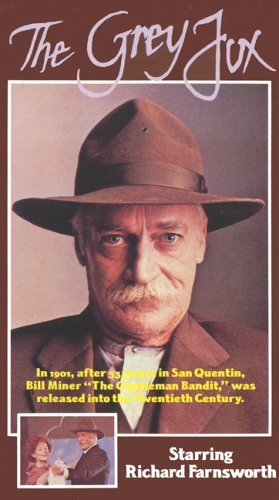 The Grey Fox
In 1901, after 33 years in San Quentin,
Bill Miner "The Gentleman Bandit," was
released into the Twentieth Century.
Starring
Richard Farnsworth